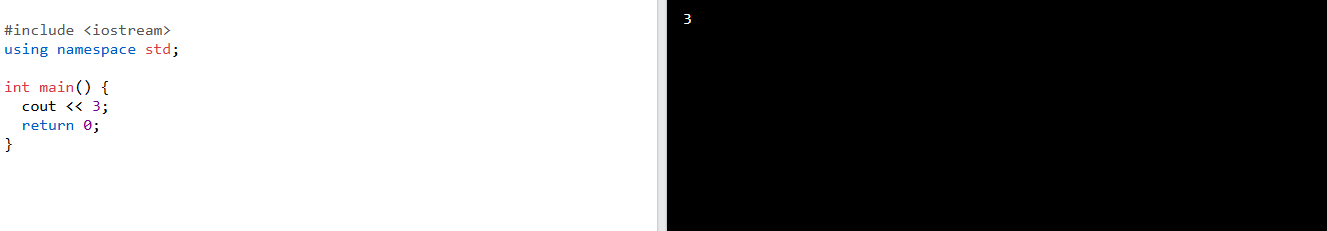 #include <iostream>
using namespace std;
int main() {
  cout << 3;
  return 0;
}
3